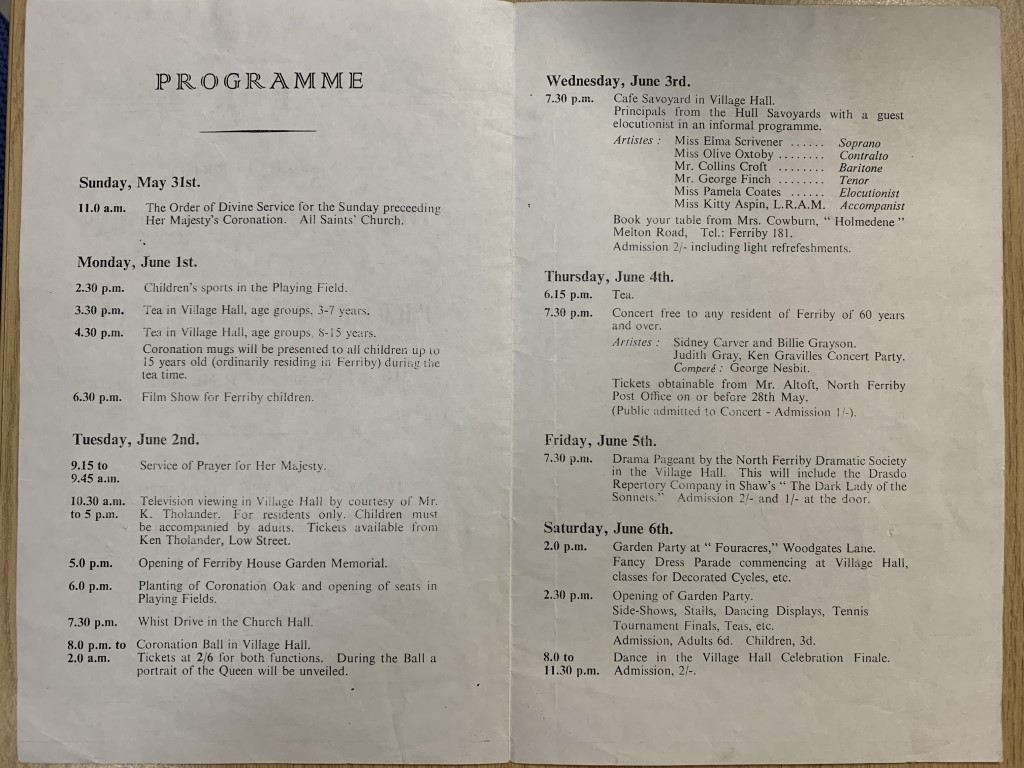 PROGRAMME
Sunday, May 31st.
11.0 a.m. The Order of Divine Service for the Sunday preceeding
Her Majesty's Coronation. All Saints' Church.
Monday, June 1st.
2.30 p.m. Children's sports in the Playing Field.
3.30 p.m. Tea in Village Hall, age groups, 3-7 years.
4.30 p.m. Tea in Village Hall, age groups, 8-15 years.
Coronation mugs will be presented to all children up to
15 years old (ordinarily residing in Ferriby) during the
tea time.
6.30 p.m. Film Show for Ferriby children.
Tuesday, June 2nd.
9.15 to Service of Prayer for Her Majesty.
9.45 a.m.
10.30 a.m. Television viewing in Village Hall by courtesy of Mr.
to 5 p.m. K. Tholander. For residents only. Children must
be accompanied by adults. Tickets available from
Ken Tholander, Low Street.
5.0 p.m. Opening of Ferriby House Garden Memorial.
6.0 p.m. Planting of Coronation Oak and opening of seats in
Playing Fields.
7.30 p.m. Whist Drive in the Church Hall.
8.0 p.m. to Coronation Ball in Village Hall.
2.0 a.m. Tickets at 2/6 for both functions. During the Ball a
portrait of the Queen will be unveiled.
Wednesday, June 3rd.
7.30 p.m. Cafe Savoyard in Village Hall.
Principals from the Hull Savoyards with a guest
elocutionist in an informal programme.
Artistes : Miss Elma Scrivener ...... Soprano
Miss Olive Oxtoby ........ Contralto
Mr. Collins Croft ....... Baritone
Mr. George Finch ........ Tenor
Miss Pamela Coates ...... Elocutionist
Miss Kitty Aspin, L.R.A.M. Accompanist
Book your table from Mrs. Cowburn, " Holmedene "
Melton Road, Tel.: Ferriby 181.
Admission 2/- including light refrefeshments.
Thursday, June 4th.
6.15 p.m. Tea.
7.30 p.m. Concert free to any resident of Ferriby of 60 years
and over.
Artistes : Sidney Carver and Billie Grayson.
Judith Gray, Ken Gravilles Concert Party.
Comperé : George Nesbit.
Tickets obtainable from Mr. Altoft, North Ferriby
Post Office on or before 28th May.
(Public admitted to Concert - Admission 1/-).
Friday, June 5th.
7.30 p.m. Drama Pageant by the North Ferriby Dramatic Society
in the Village Hall. This will include the Drasdo
Repertory Company in Shaw's " The Dark Lady of the
Sonnets." Admission 2/- and 1/- at the door.
Saturday, June 6th.
2.0 p.m. Garden Party at " Fouracres," Woodgates Lane.
Fancy Dress Parade commencing at Village Hall,
classes for Decorated Cycles, etc.
2.30 p.m. Opening of Garden Party.
Side-Shows, Stalls, Dancing Displays, Tennis
Tournament Finals, Teas, etc.
Admission, Adults 6d. Children, 3d.
8.0 to Dance in the Village Hall Celebration Finale.
11.30 p.m. Admission, 2/-.